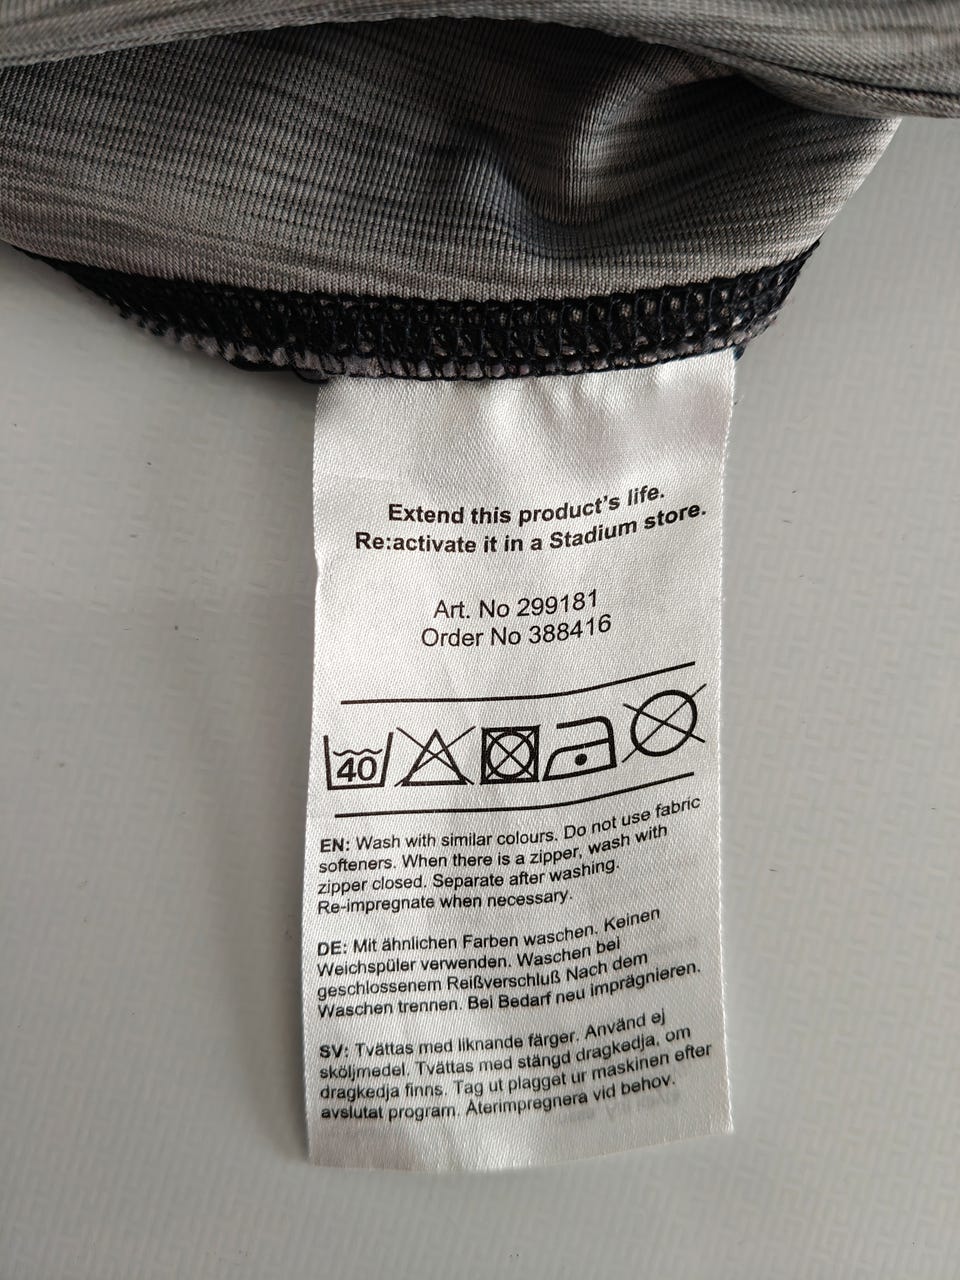 Extend this product's life.
Re:activate it in a Stadium store.
Art. No 299181
Order No 388416
40
EN: Wash with similar colours. Do not use fabric
softeners. When there is a zipper, wash with
zipper closed. Separate after washing.
Re-impregnate when necessary.
DE: Mit ähnlichen Farben waschen. Keinen
Weichspüler verwenden. Waschen bei
geschlossenem Reißverschluß Nach dem
Waschen trennen. Bei Bedarf neu imprägnieren.
SV: Tvättas med liknande färger. Använd ej
sköljmedel. Tvättas med stängd dragkedja, om
dragkedja finns. Tag ut plagget ur maskinen efter
avslutat program. Återimpregnera vid behov.